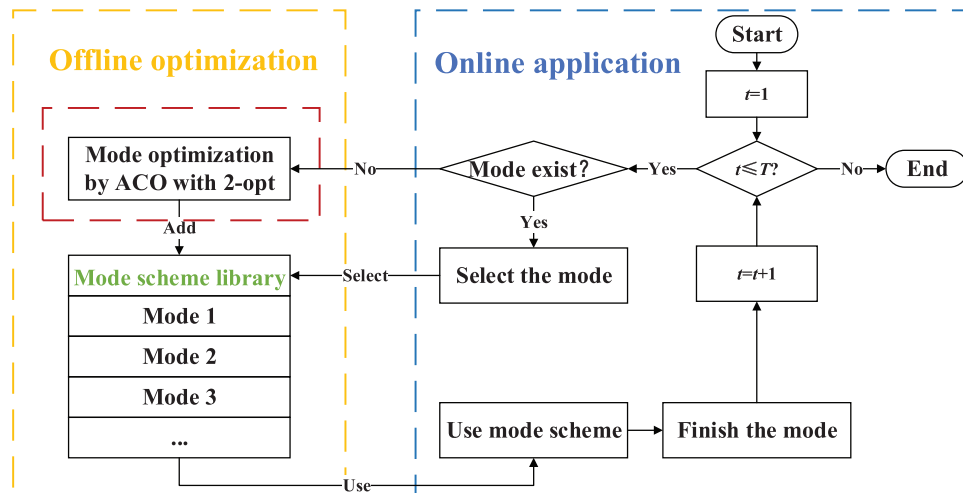 Offline optimization
Online application
Start
t=1
t≤T?
No
End
Yes
Mode exist?
No
Mode optimization
by ACO with 2-opt
Add
Yes
Select the mode
Select
Mode scheme library
Mode 1
Mode 2
Mode 3
...
Use
Use mode scheme
Finish the mode
t=t+1